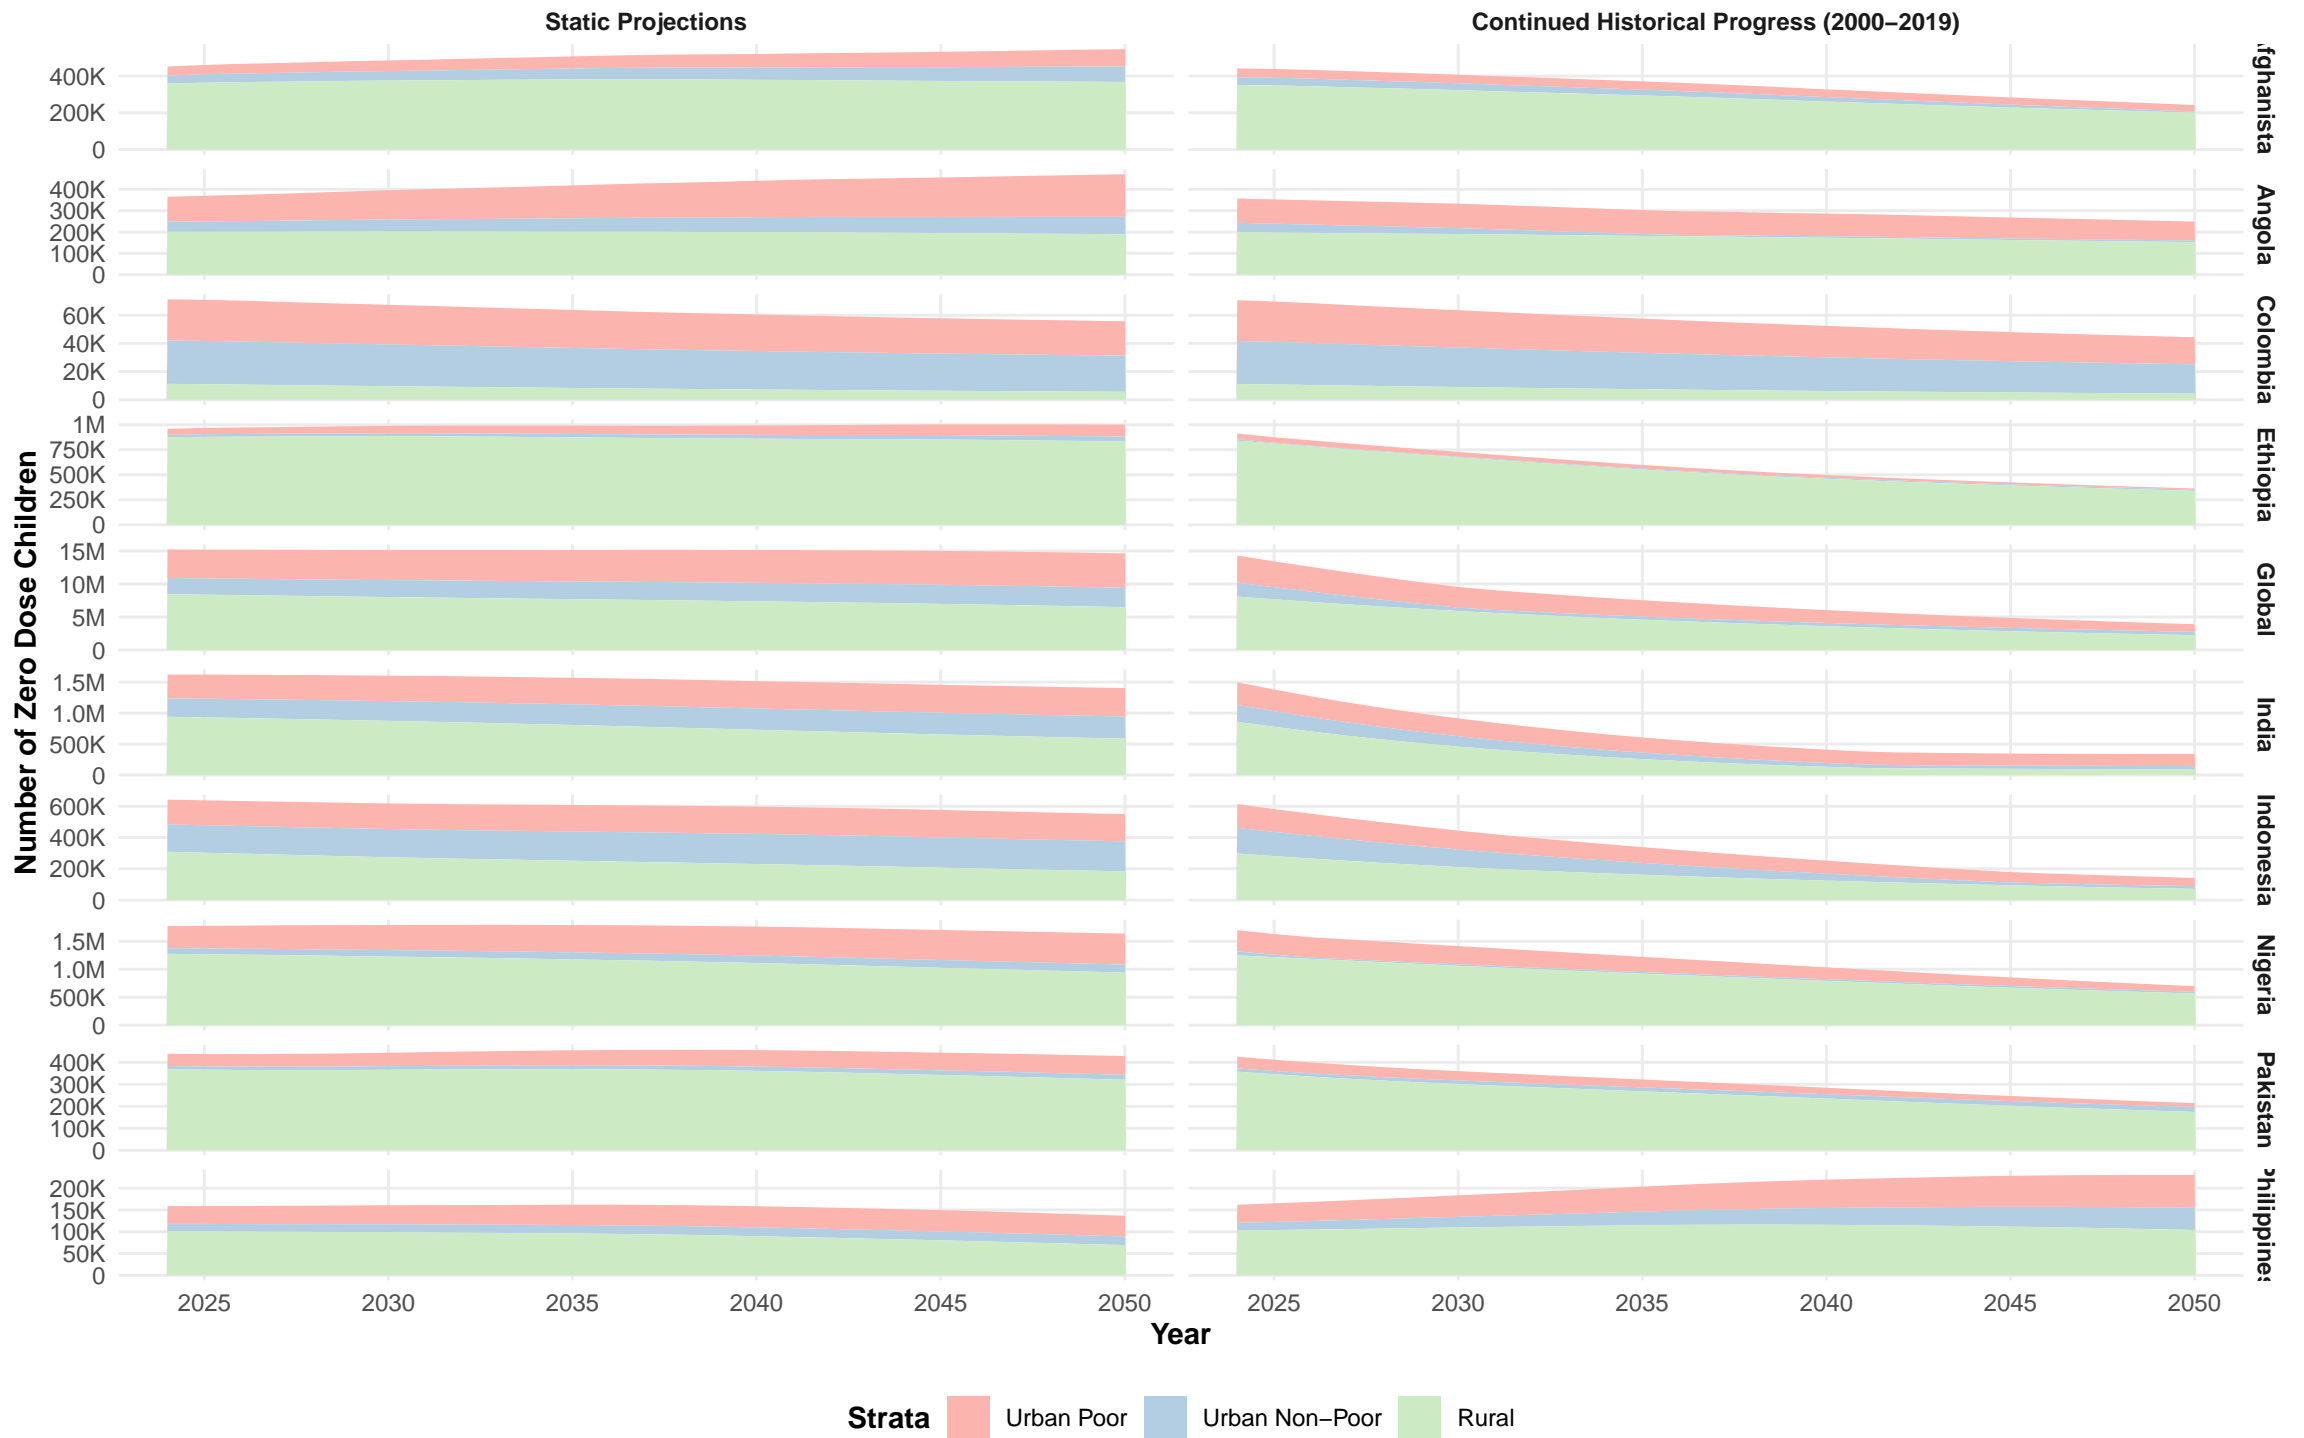 Static Projections
Continued Historical Progress (2000–2019)
400K
200K
0
fghanista
400K
300K
200K
100K
0
Angola
60K
40K
20K
0
Colombia
1M
750K
500K
250K
0
Ethiopia
15M
10M
5M
0
Global
1.5M
1.0M
500K
0
India
600K
400K
200K
0
Indonesia
1.5M
1.0M
500K
0
Nigeria
400K
300K
200K
100K
0
Pakistan
200K
150K
100K
50K
0
hilippine
Number of Zero Dose Children
2025 2030 2035 2040 2045 2050
2025 2030 2035 2040 2045 2050
Year
Strata Urban Poor Urban Non–Poor Rural